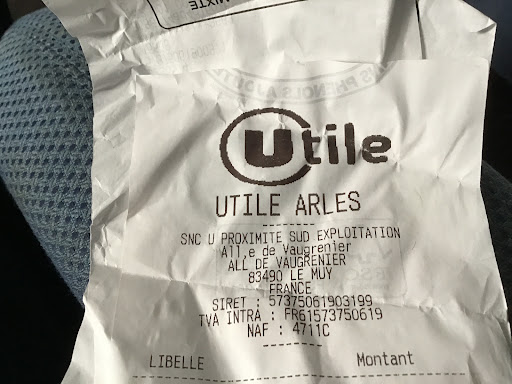 MIXTE
Utile
UTILE ARLES
SNC U PROXIMITE SUD EXPLOITATION
All,e de Vaugrenier
ALL DE VAUGRENIER
83490 LE MUY
FRANCE
SIRET : 57375061903199
TVA INTRA : FR61573750619
NAF : 4711C
LIBELLE Montant